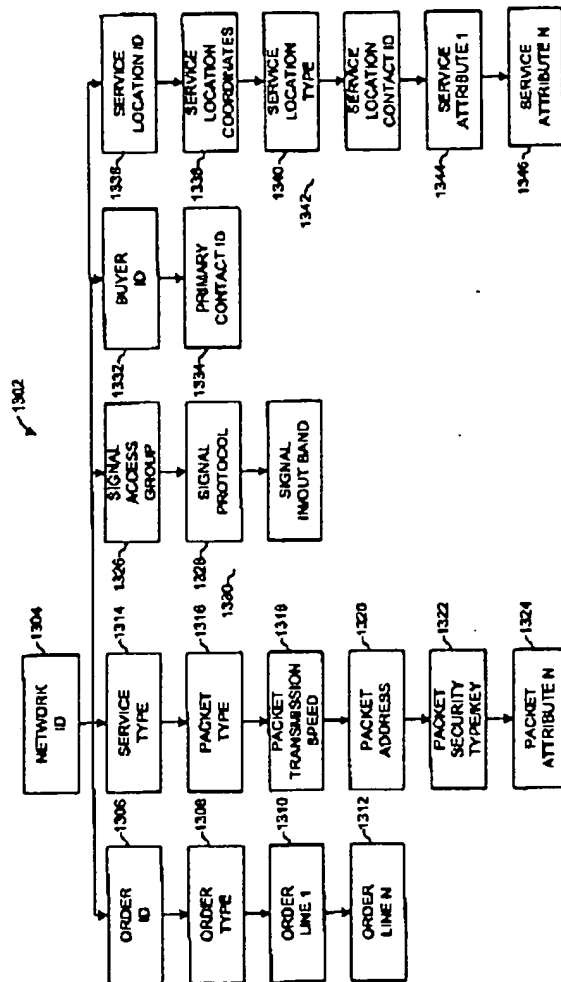 1302
1304
NETWORK
ID
1306
ORDER
ID
1308
ORDER
TYPE
1310
ORDER
LINE 1
1312
ORDER
LINE N
1314
SERVICE
TYPE
1316
PACKET
TYPE
1318
PACKET
TRANSMISSION
SPEED
1320
PACKET
ADDRESS
1322
PACKET
SECURITY
TYPE/KEY
1324
PACKET
ATTRIBUTE N
1326
SIGNAL
ACCESS
GROUP
1328
SIGNAL
PROTOCOL
1330
SIGNAL
IN/OUT BAND
1332
BUYER
ID
1334
PRIMARY
CONTACT ID
1336
SERVICE
LOCATION ID
1338
SERVICE
LOCATION
COORDINATES
1340
SERVICE
LOCATION
TYPE
1342
SERVICE
LOCATION
CONTACT ID
1344
SERVICE
ATTRIBUTE 1
1346
SERVICE
ATTRIBUTE N